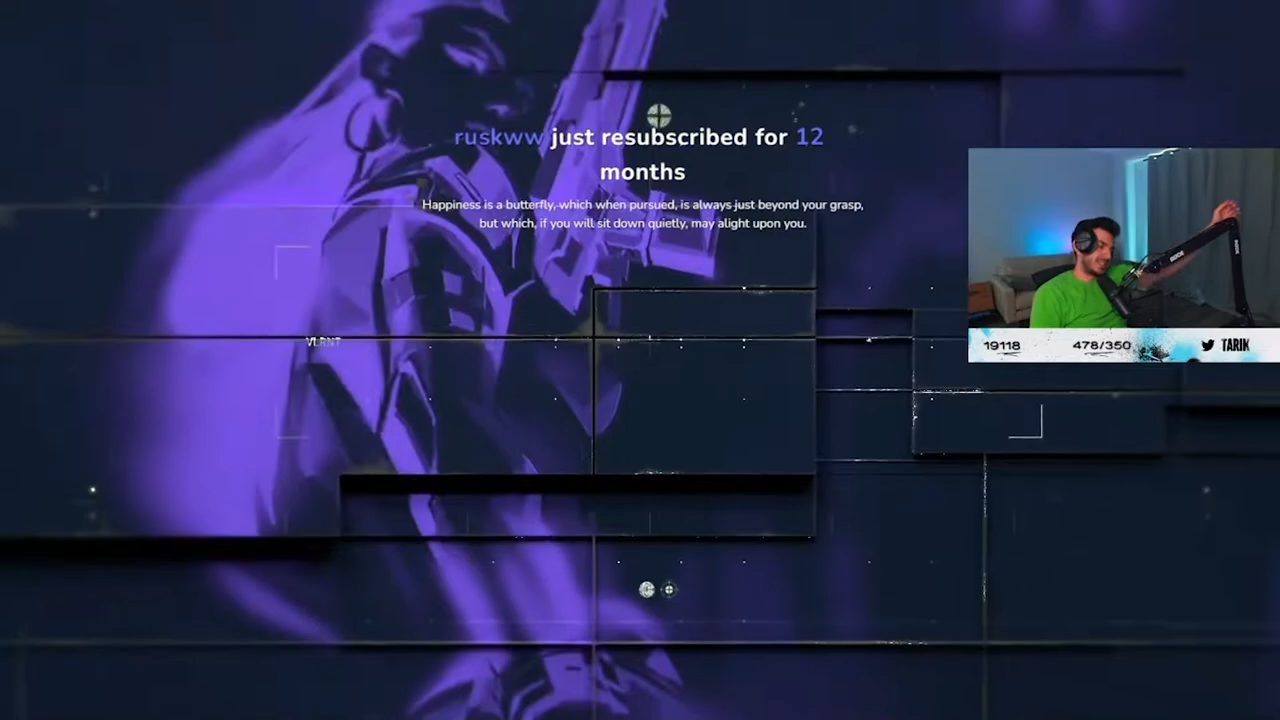 ruskww just resubscribed for 12
months
Happiness is a butterfly, which when pursued, is always just beyond your grasp,
but which, if you will sit down quietly, may alight upon you.
VLRNT
19118 478/350 TARIK